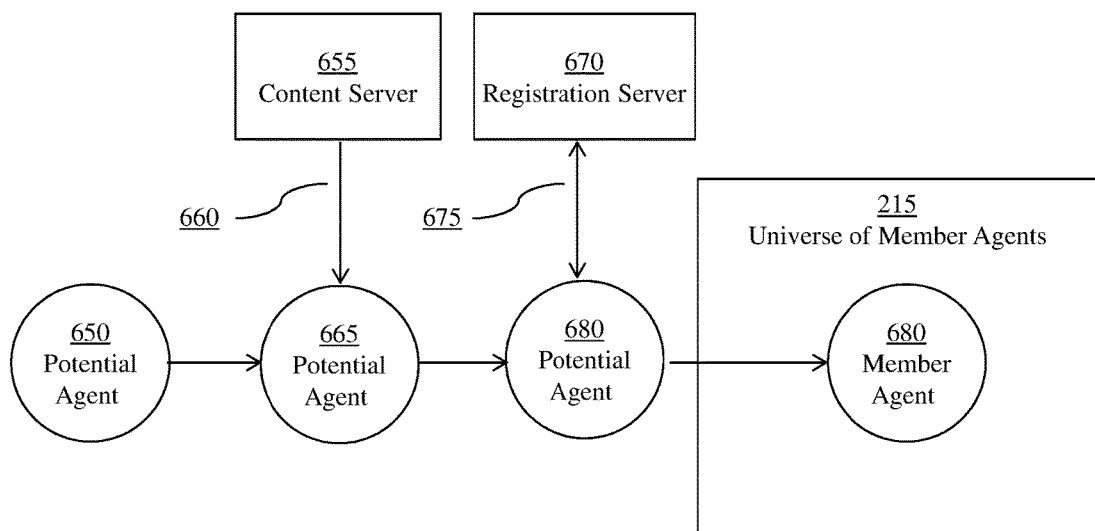 655
Content Server
670
Registration Server
660
675
215
Universe of Member Agents
650
Potential
Agent
665
Potential
Agent
680
Potential
Agent
680
Member
Agent